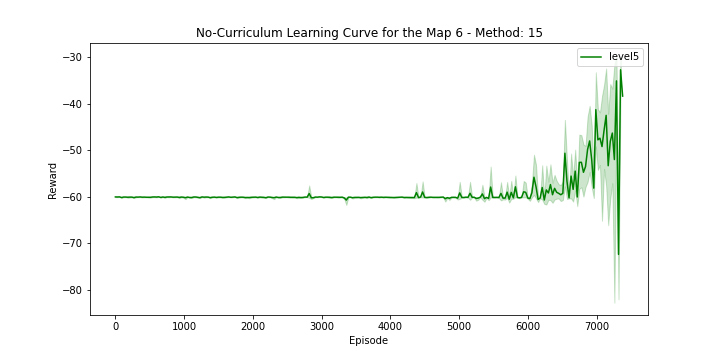 No-Curriculum Learning Curve for the Map 6 - Method: 15
level5
Reward
−30
−40
−50
−60
−70
−80
0 1000 2000 3000 4000 5000 6000 7000
Episode